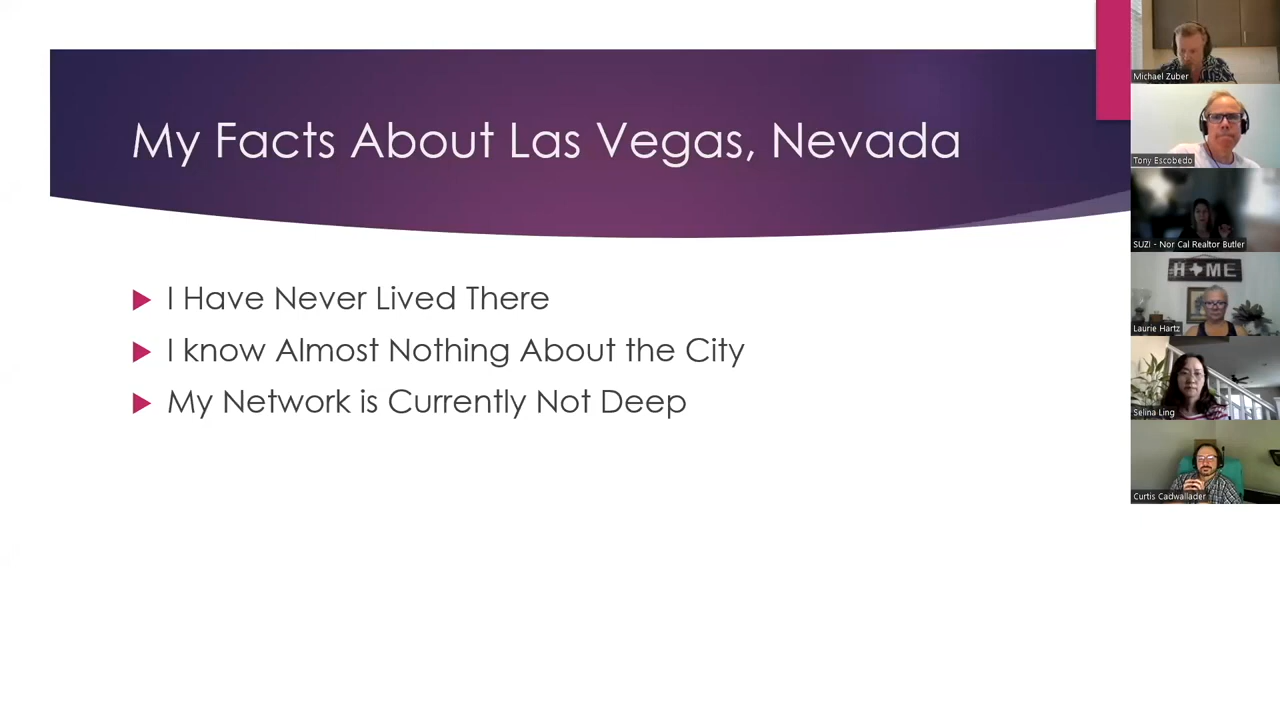 My Facts About Las Vegas, Nevada
I Have Never Lived There
I know Almost Nothing About the City
My Network is Currently Not Deep
Michael Zuber
Tony Escobedo
SUZI - Nor Cal Realtor Butler
H ME
Laurie Hartz
Selina Ling
Curtis Cadwallader